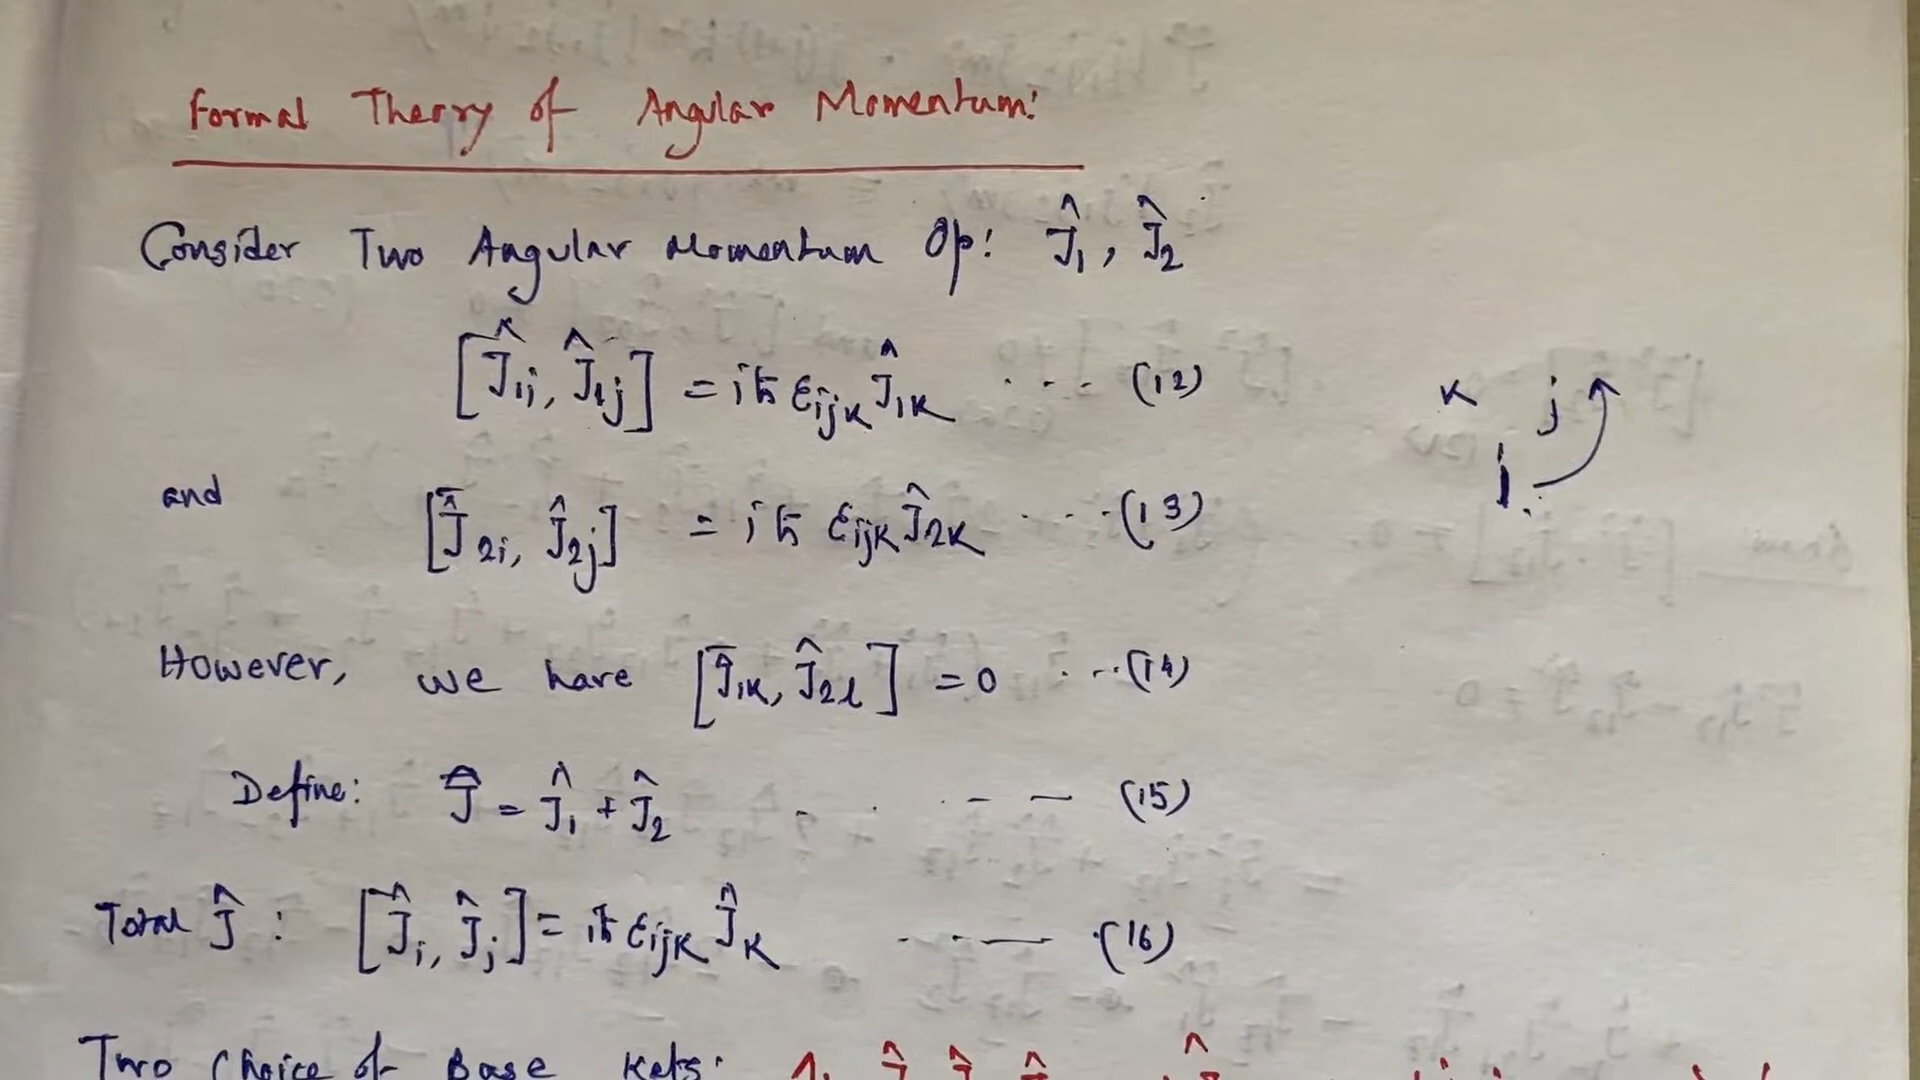 Formal Theory of Angular Momentum:
Consider Two Angular Momentum Op: Ĵ₁, Ĵ₂
[Ĵ₁ᵢ, Ĵ₁ⱼ] = iħ εᵢⱼₖ Ĵ₁ₖ ... (12)
k j
i
and [Ĵ₂ᵢ, Ĵ₂ⱼ] = iħ εᵢⱼₖ Ĵ₂ₖ ... (13)
However, we have [Ĵ₁ₖ, Ĵ₂ₗ] = 0 ... (14)
Define: Ĵ = Ĵ₁ + Ĵ₂ ... (15)
Total Ĵ : [Ĵᵢ, Ĵⱼ] = iħ εᵢⱼₖ Ĵₖ ... (16)
Two Choice of Base Kets: